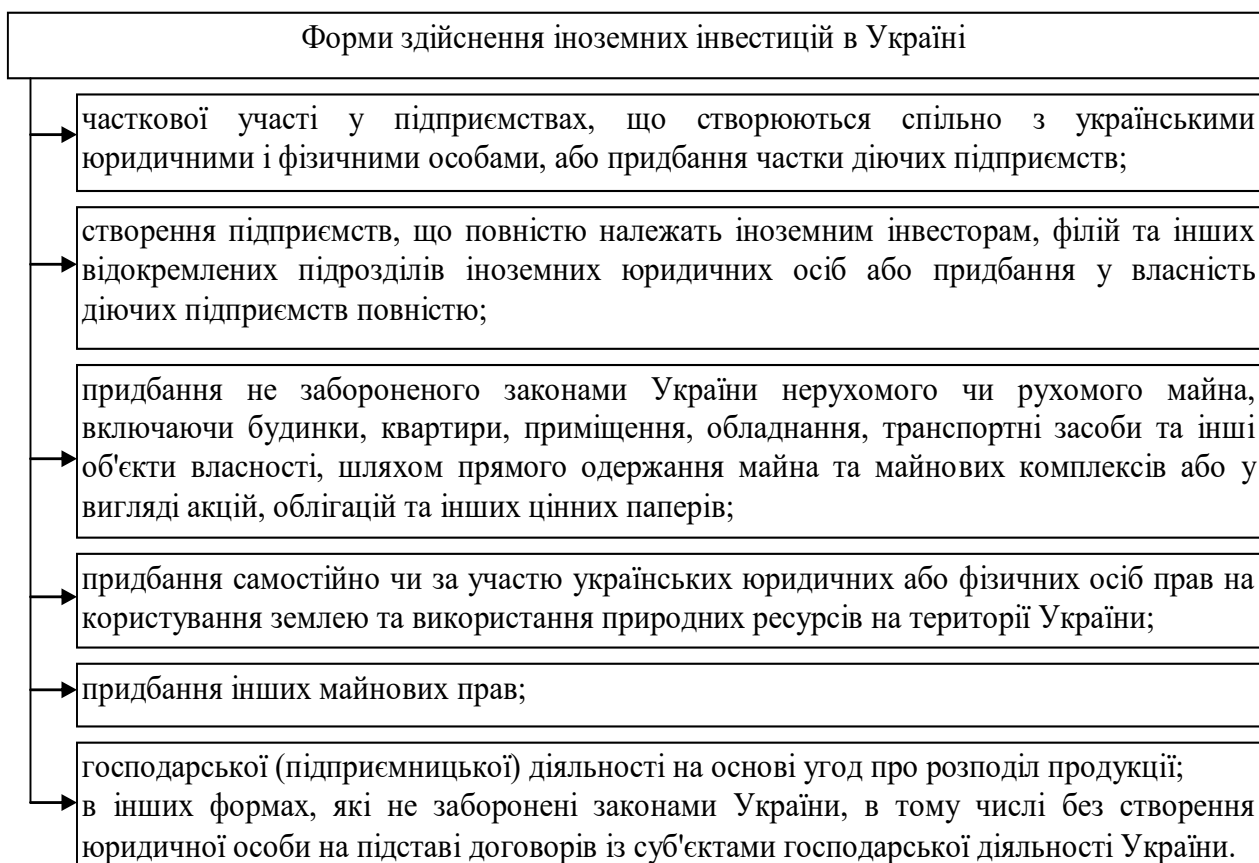 Форми здійснення іноземних інвестицій в Україні
часткової участі у підприємствах, що створюються спільно з українськими
юридичними і фізичними особами, або придбання частки діючих підприємств;
створення підприємств, що повністю належать іноземним інвесторам, філій та інших
відокремлених підрозділів іноземних юридичних осіб або придбання у власність
діючих підприємств повністю;
придбання не забороненого законами України нерухомого чи рухомого майна,
включаючи будинки, квартири, приміщення, обладнання, транспортні засоби та інші
об'єкти власності, шляхом прямого одержання майна та майнових комплексів або у
вигляді акцій, облігацій та інших цінних паперів;
придбання самостійно чи за участю українських юридичних або фізичних осіб прав на
користування землею та використання природних ресурсів на території України;
придбання інших майнових прав;
господарської (підприємницької) діяльності на основі угод про розподіл продукції;
в інших формах, які не заборонені законами України, в тому числі без створення
юридичної особи на підставі договорів із суб'єктами господарської діяльності України.